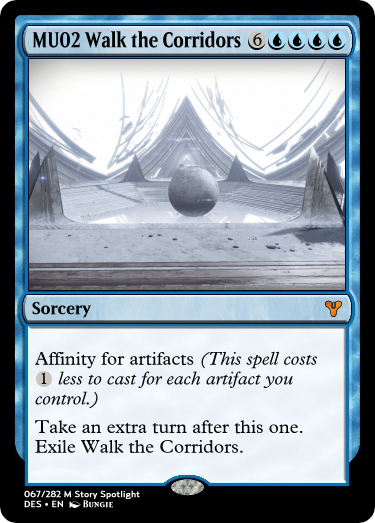 MU02 Walk the Corridors 6
Sorcery
Affinity for artifacts (This spell costs
1 less to cast for each artifact you
control.)
Take an extra turn after this one.
Exile Walk the Corridors.
067/282 M Story Spotlight
DES • EN Bungie